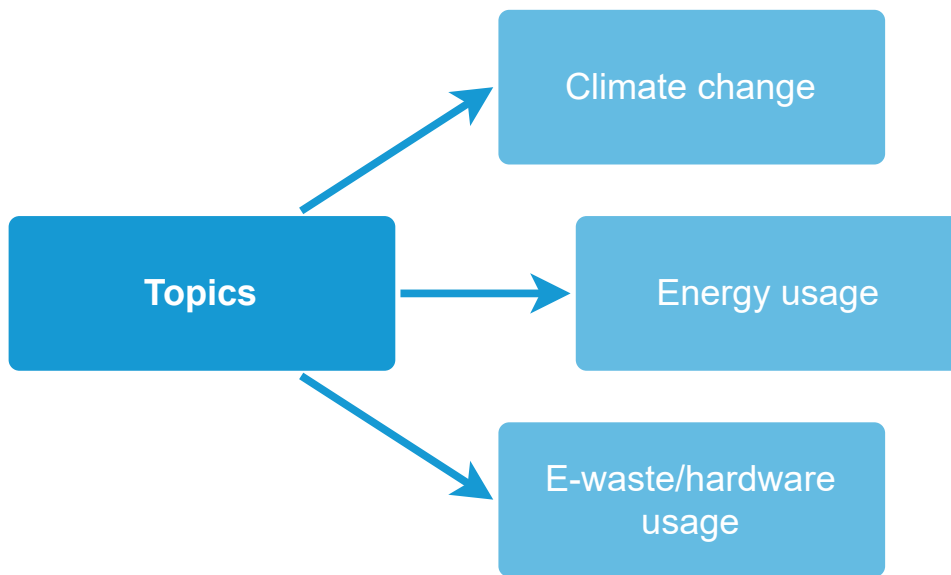 Climate change
Topics
Energy usage
E-waste/hardware
usage